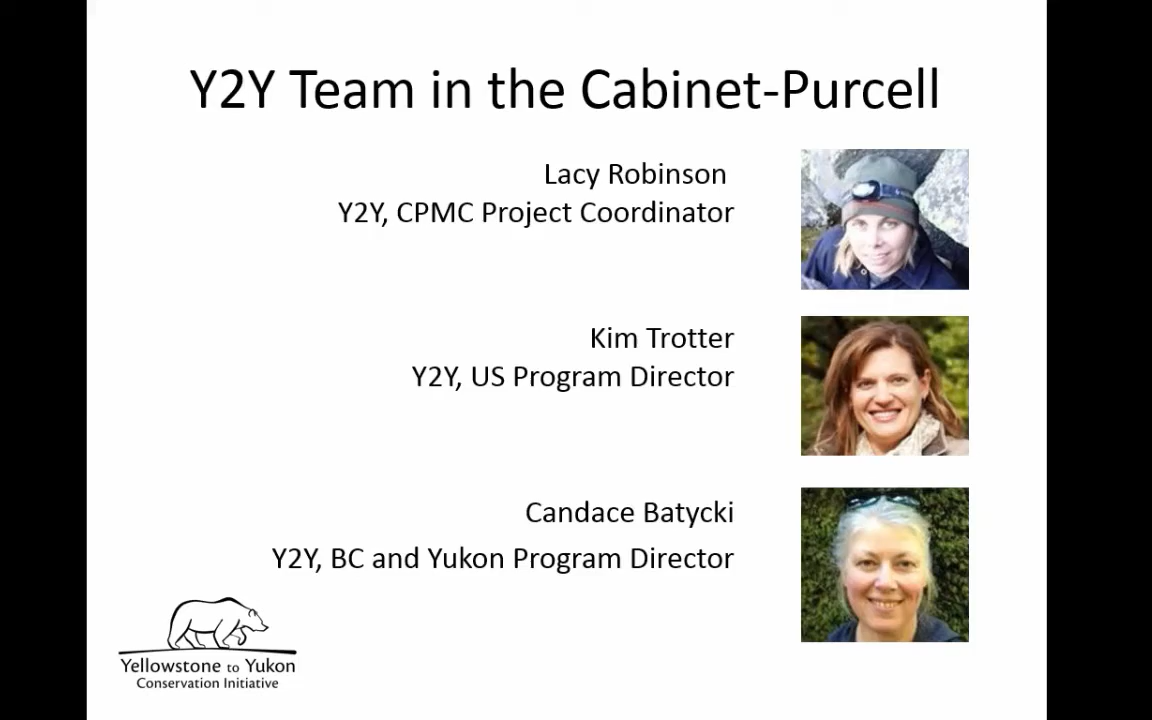 Y2Y Team in the Cabinet-Purcell
Lacy Robinson
Y2Y, CPMC Project Coordinator
Kim Trotter
Y2Y, US Program Director
Candace Batycki
Y2Y, BC and Yukon Program Director
Yellowstone to Yukon
Conservation Initiative